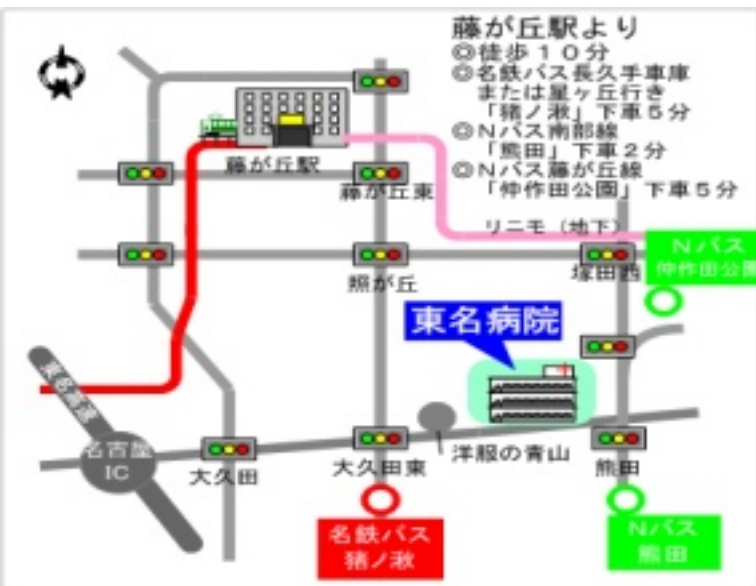 藤が丘駅より
◎徒歩１０分
◎名鉄バス長久手車庫
または星ヶ丘行き
「猪ノ湫」下車５分
◎Ｎバス南部線
「熊田」下車２分
◎Ｎバス藤が丘線
「仲作田公園」下車５分
藤が丘駅
藤が丘東
リニモ（地下）
Ｎバス
仲作田公園
照が丘
塚田西
東名病院
東名高速
名古屋
IC
大久田
大久田東
洋服の青山
熊田
名鉄バス
猪ノ湫
Ｎバス
熊田